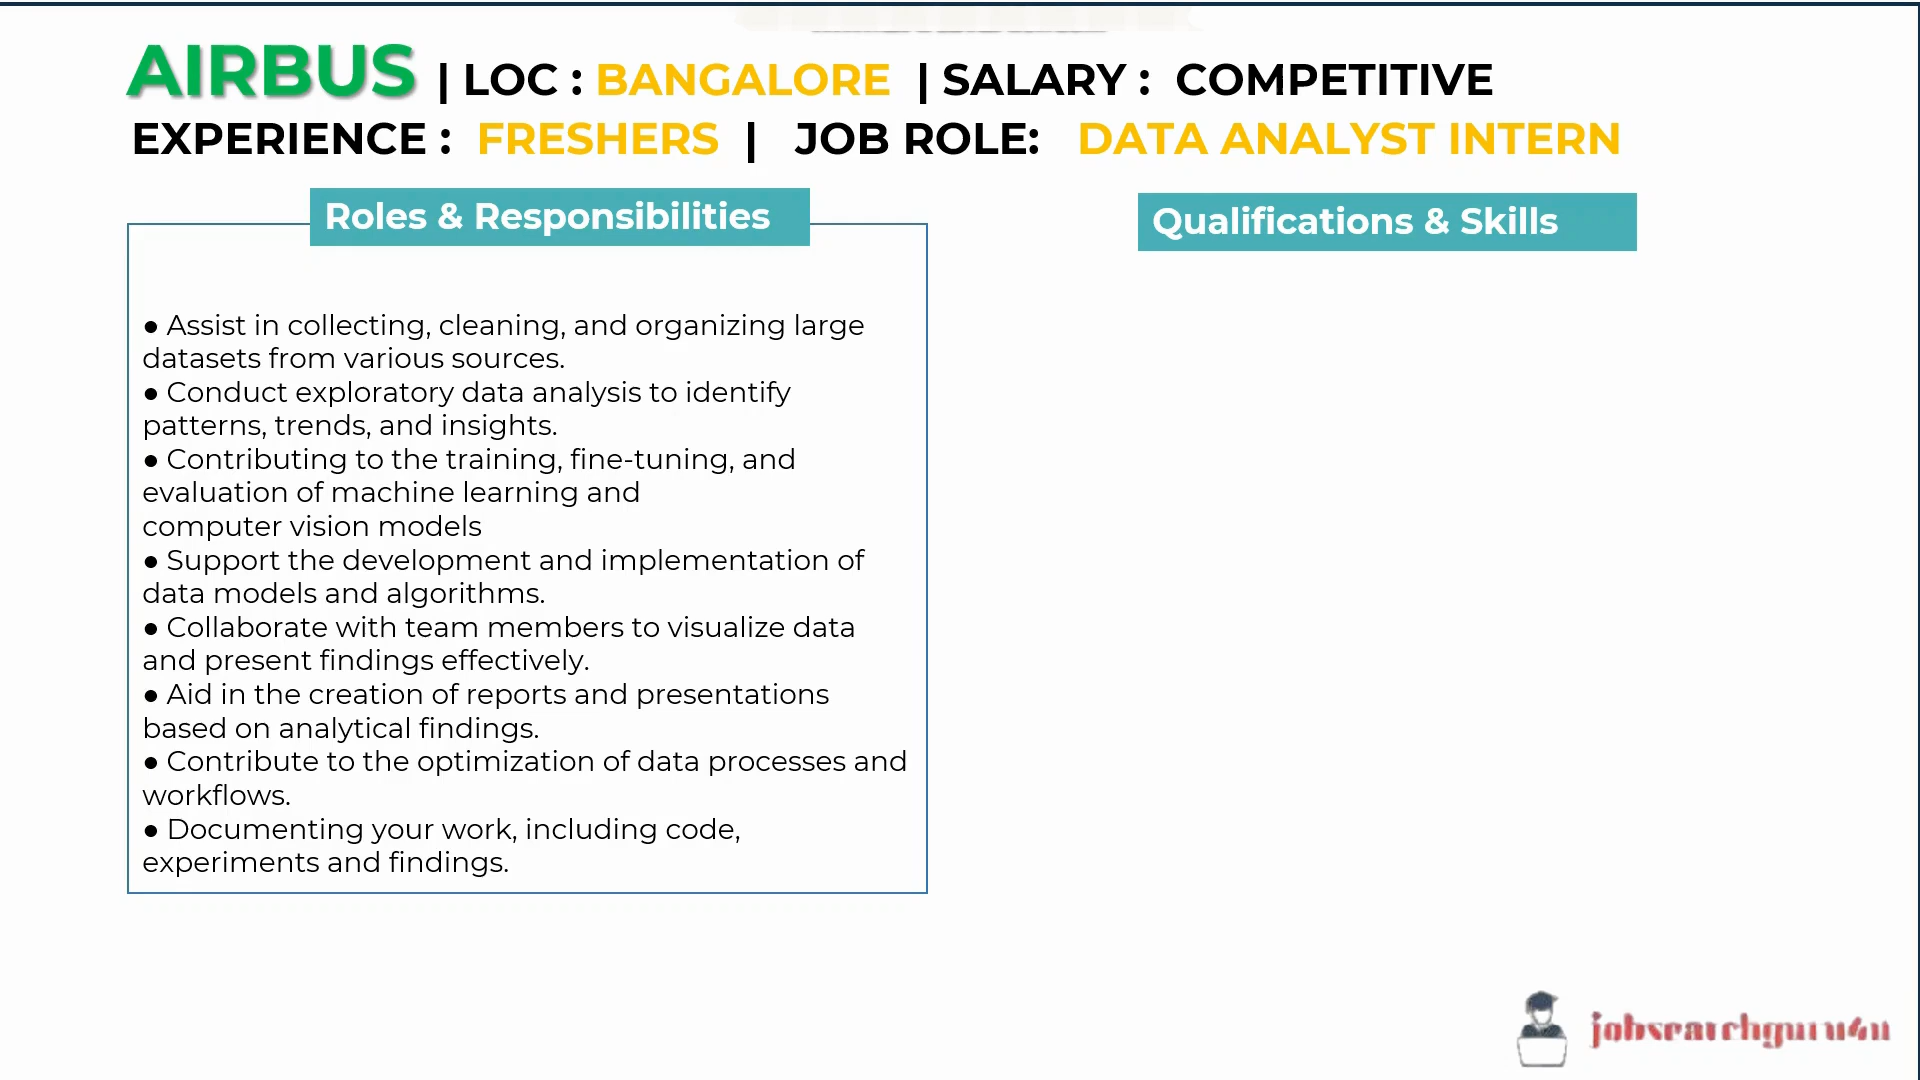 AIRBUS | LOC : BANGALORE | SALARY : COMPETITIVE
EXPERIENCE : FRESHERS | JOB ROLE: DATA ANALYST INTERN
Roles & Responsibilities
● Assist in collecting, cleaning, and organizing large
datasets from various sources.
● Conduct exploratory data analysis to identify
patterns, trends, and insights.
● Contributing to the training, fine-tuning, and
evaluation of machine learning and
computer vision models
● Support the development and implementation of
data models and algorithms.
● Collaborate with team members to visualize data
and present findings effectively.
● Aid in the creation of reports and presentations
based on analytical findings.
● Contribute to the optimization of data processes and
workflows.
● Documenting your work, including code,
experiments and findings.
Qualifications & Skills
jobsearchguru4u